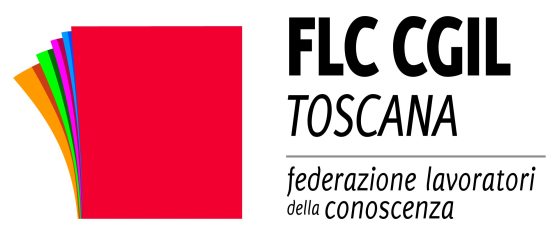 FLC CGIL
TOSCANA
federazione lavoratori
della conoscenza